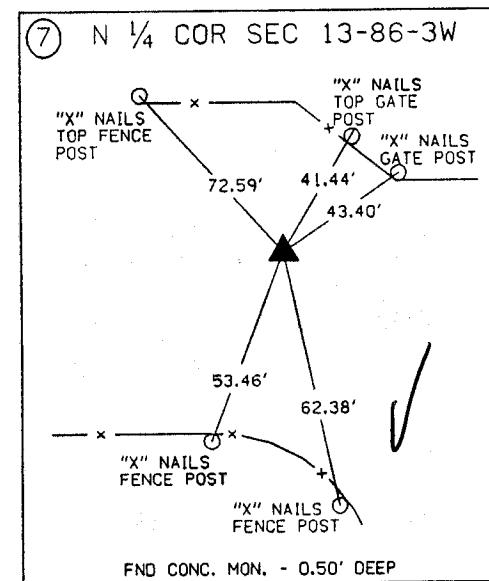 7 N 1/4 COR SEC 13-86-3W
"X" NAILS
TOP FENCE
POST
"X" NAILS
TOP GATE
POST
"X" NAILS
GATE POST
72.59'
41.44'
43.40'
53.46'
62.38'
"X" NAILS
FENCE POST
"X" NAILS
FENCE POST
FND CONC. MON. - 0.50' DEEP